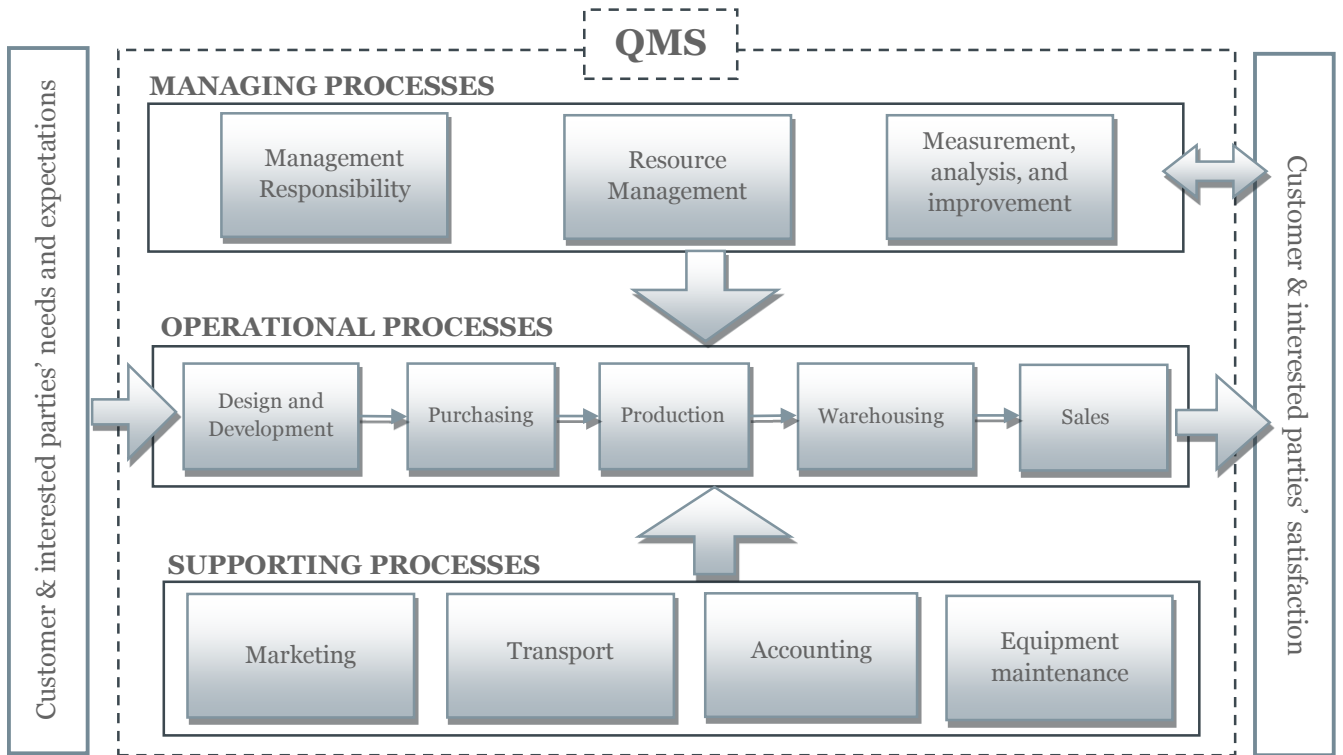 QMS
Customer & interested parties’ needs and expectations
MANAGING PROCESSES
Management
Responsibility
Resource
Management
Measurement,
analysis, and
improvement
OPERATIONAL PROCESSES
Design and
Development
Purchasing
Production
Warehousing
Sales
SUPPORTING PROCESSES
Marketing
Transport
Accounting
Equipment
maintenance
Customer & interested parties’ satisfaction